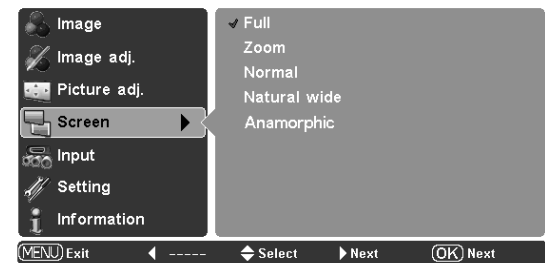 Image
Image adj.
Picture adj.
Screen
Input
Setting
Information
Full
Zoom
Normal
Natural wide
Anamorphic
MENU Exit ----- Select Next OK Next